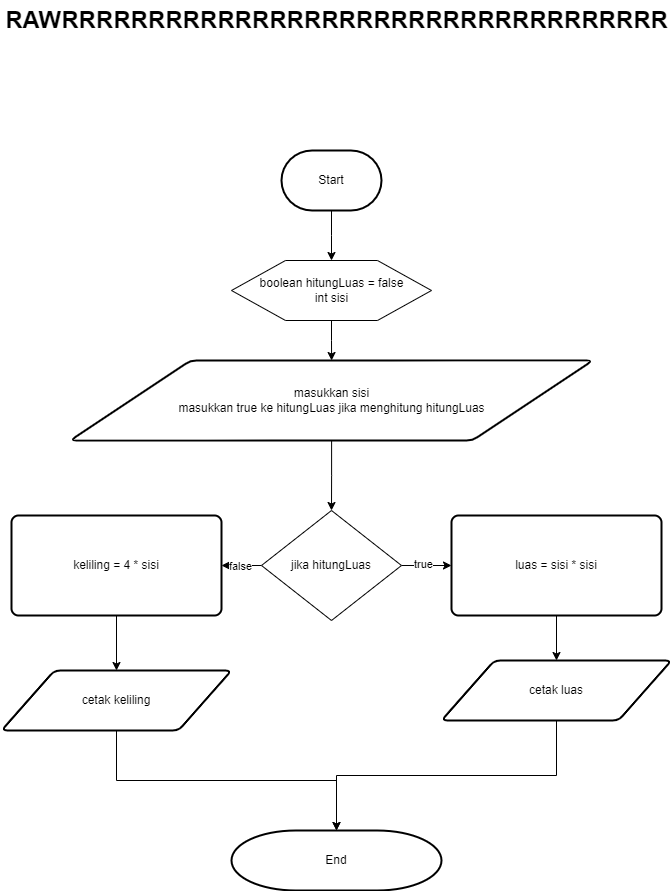 RAWRRRRRRRRRRRRRRRRRRRRRRRRRRRRRRRRRRRR
Start
boolean hitungLuas = false
int sisi
masukkan sisi
masukkan true ke hitungLuas jika menghitung hitungLuas
keliling = 4 * sisi
false
jika hitungLuas
true
luas = sisi * sisi
cetak keliling
cetak luas
End